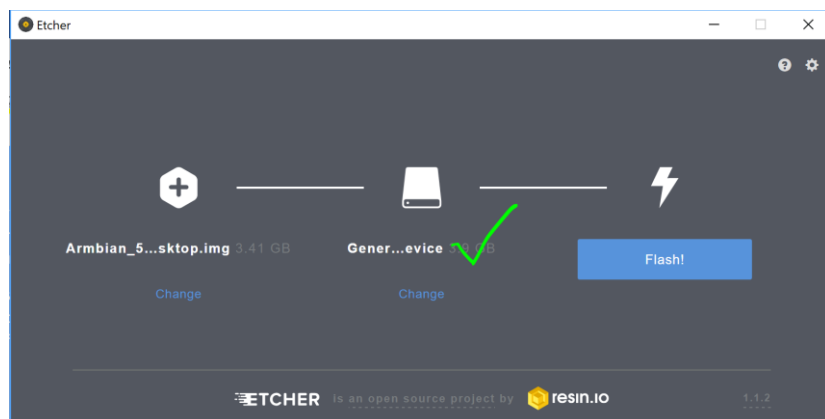 Etcher
Armbian_5...sktop.img 3.41 GB
Change
Gener...evice GB
Change
Flash!
ETCHER is an open source project by resin.io
1.1.2